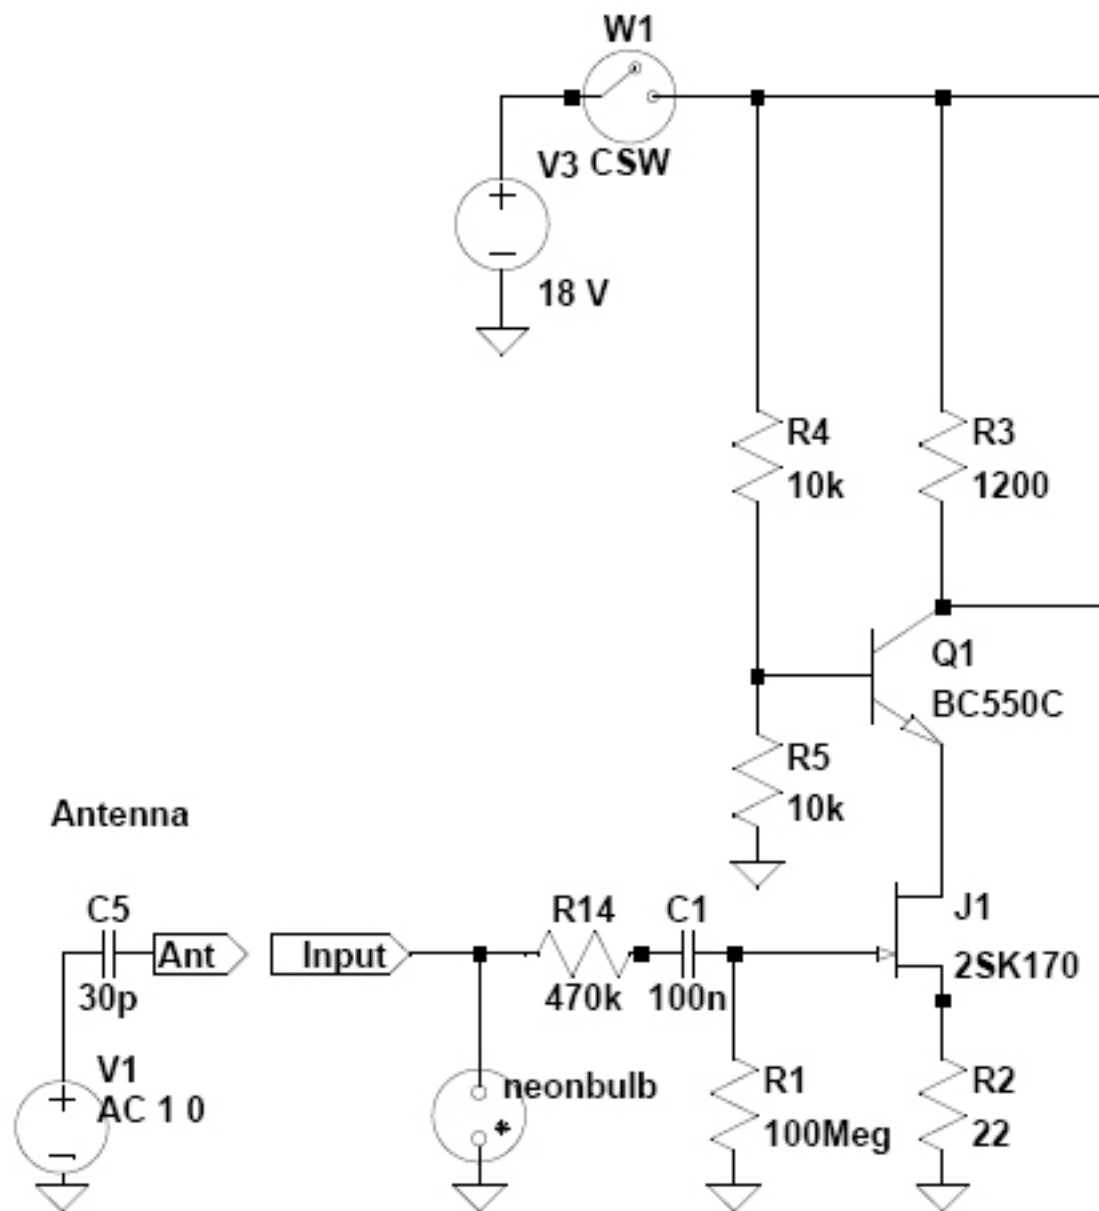 W1
V3 CSW
18 V
R4
10k
R3
1200
Q1
BC550C
R5
10k
Antenna
C5
Ant
30p
Input
R14
470k
C1
100n
J1
2SK170
V1
AC 1 0
neonbulb
R1
100Meg
R2
22